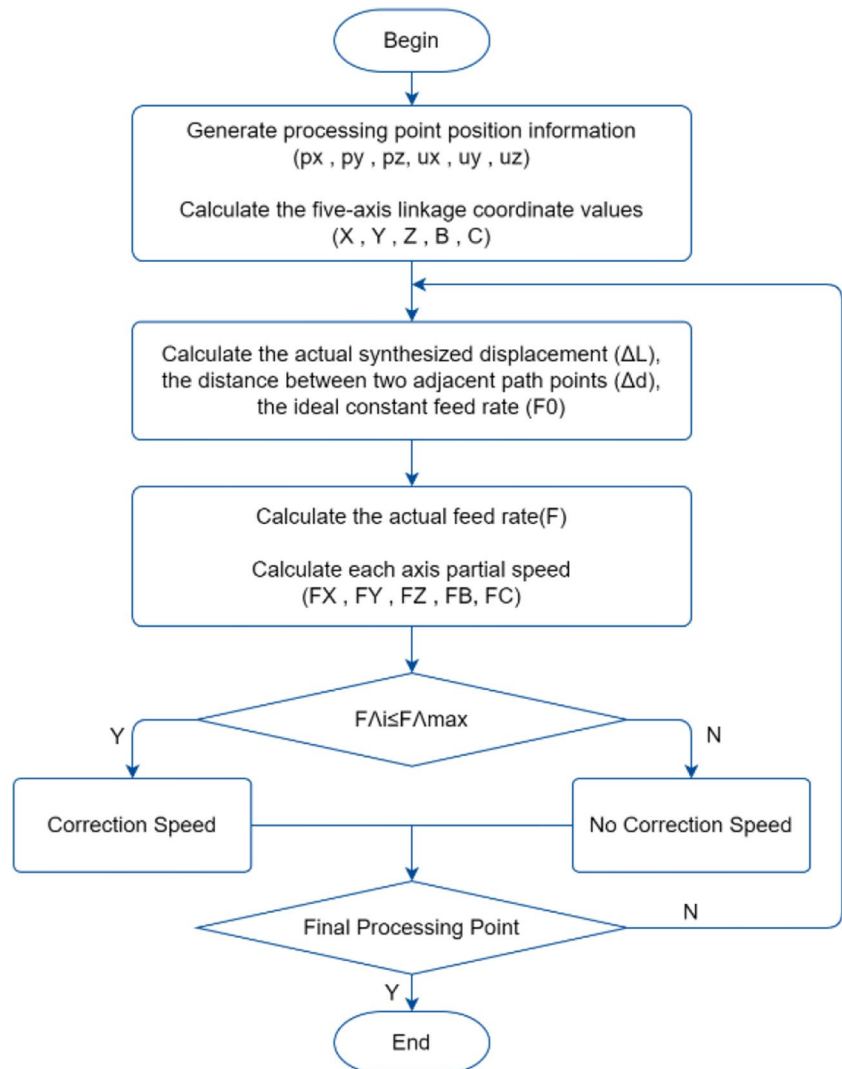 Begin
Generate processing point position information
(px , py , pz, ux , uy , uz)
Calculate the five-axis linkage coordinate values
(X , Y , Z , B , C)
Calculate the actual synthesized displacement (ΔL),
the distance between two adjacent path points (Δd),
the ideal constant feed rate (F0)
Calculate the actual feed rate(F)
Calculate each axis partial speed
(FX , FY , FZ , FB, FC)
FΛi≤FΛmax
Y
N
Correction Speed
No Correction Speed
Final Processing Point
N
Y
End